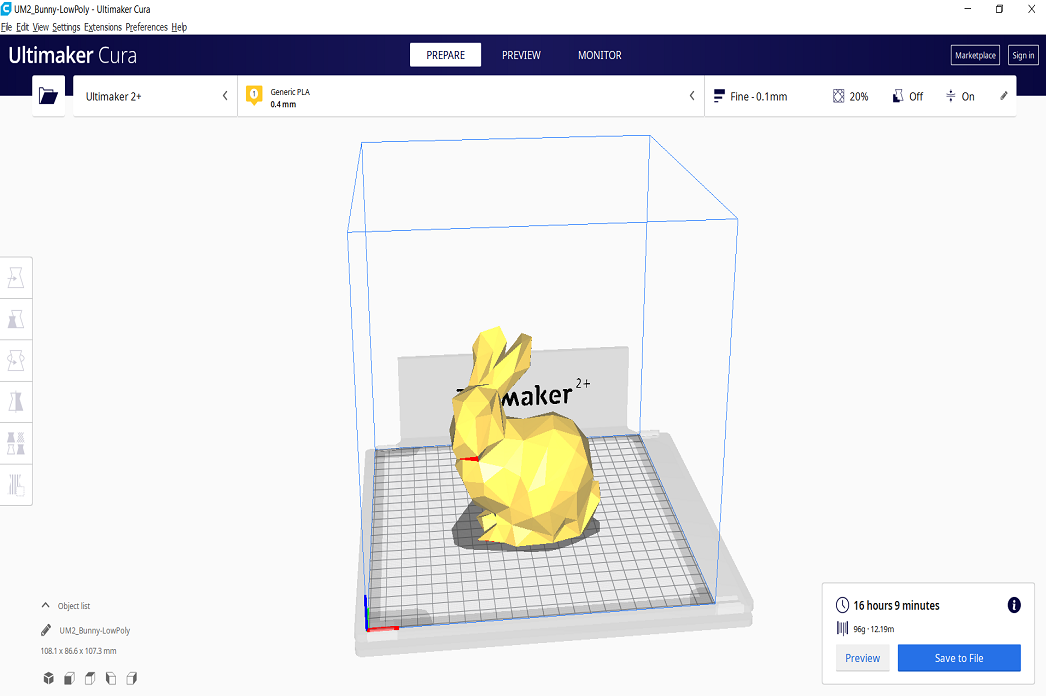 UM2_Bunny-LowPoly - Ultimaker Cura
File Edit View Settings Extensions Preferences Help
Ultimaker Cura
PREPARE PREVIEW MONITOR
Marketplace Sign in
Ultimaker 2+
1
Generic PLA
0.4 mm
Fine - 0.1mm
20%
Off
On
maker 2+
Object list
UM2_Bunny-LowPoly
108.1 x 86.6 x 107.3 mm
16 hours 9 minutes
96g · 12.19m
Preview Save to File